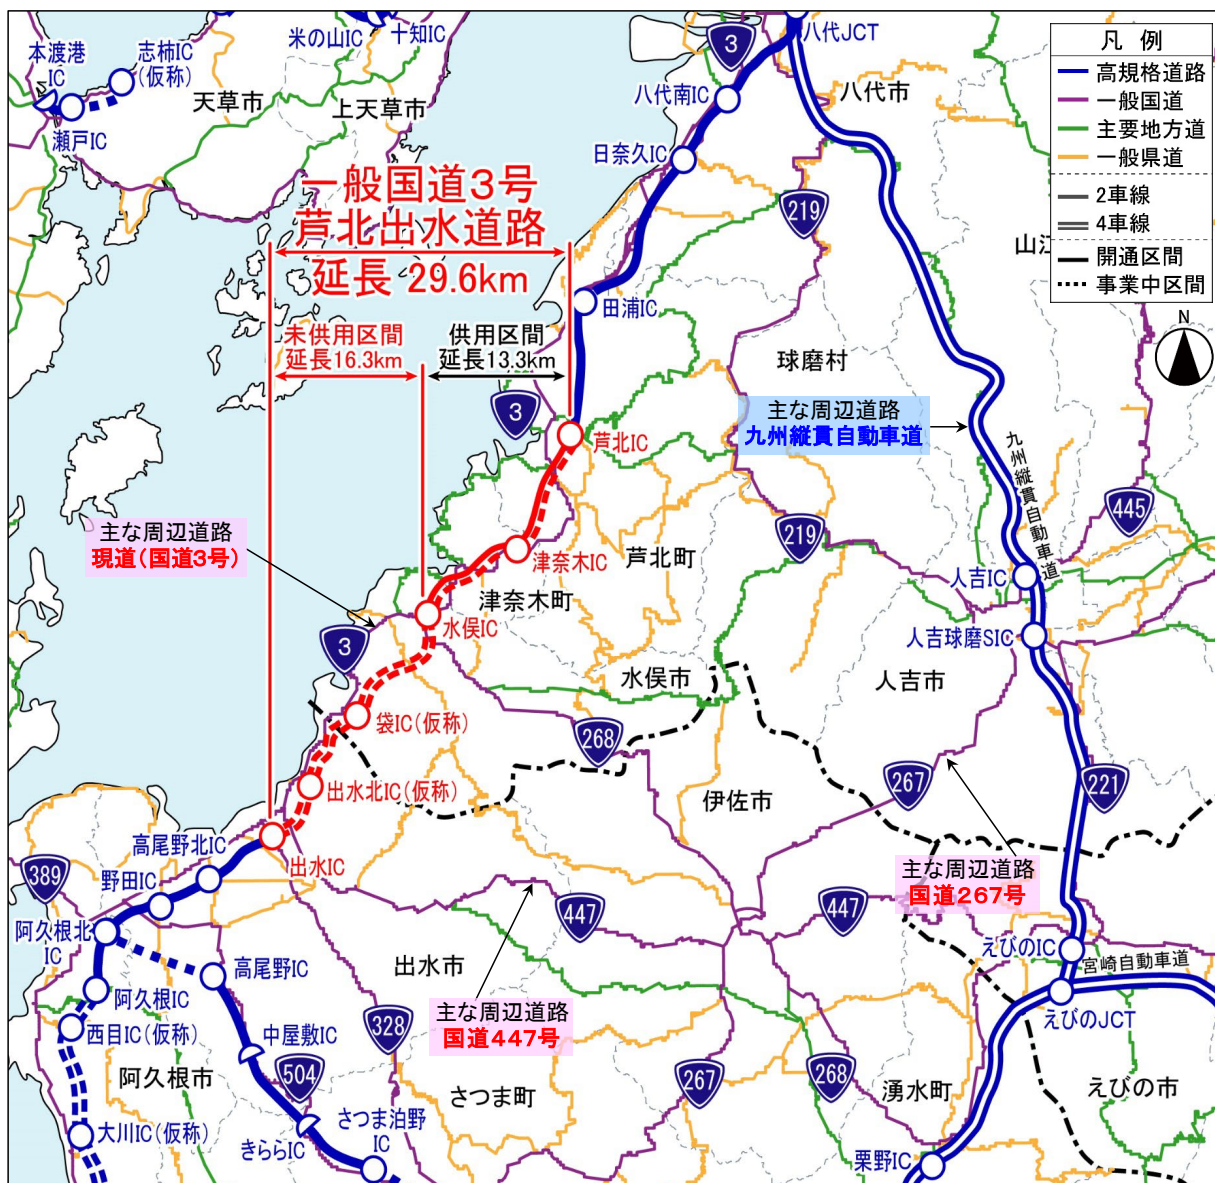 本渡港
IC
志柿IC
(仮称)
瀬戸IC
天草市
米の山IC
十知IC
上天草市
3
八代JCT
八代南IC
八代市
日奈久IC
219
山江
凡 例
高規格道路
一般国道
主要地方道
一般県道
2車線
4車線
開通区間
事業中区間
N
一般国道3号
芦北出水道路
延長 29.6km
未供用区間
延長16.3km
供用区間
延長13.3km
田浦IC
球磨村
3
芦北IC
主な周辺道路
九州縦貫自動車道
九州縦貫自動車道
445
主な周辺道路
現道(国道3号)
219
津奈木IC
芦北町
人吉IC
津奈木町
水俣IC
人吉球磨SIC
3
水俣市
人吉市
袋IC(仮称)
268
267
221
出水北IC(仮称)
伊佐市
高尾野北IC
出水IC
389
野田IC
主な周辺道路
国道267号
447
447
阿久根北
IC
高尾野IC
出水市
えびのIC
宮崎自動車道
阿久根IC
主な周辺道路
国道447号
えびのJCT
西目IC(仮称)
中屋敷IC
328
阿久根市
504
さつま町
267
268
湧水町
えびの市
大川IC(仮称)
きららIC
さつま泊野
IC
栗野IC